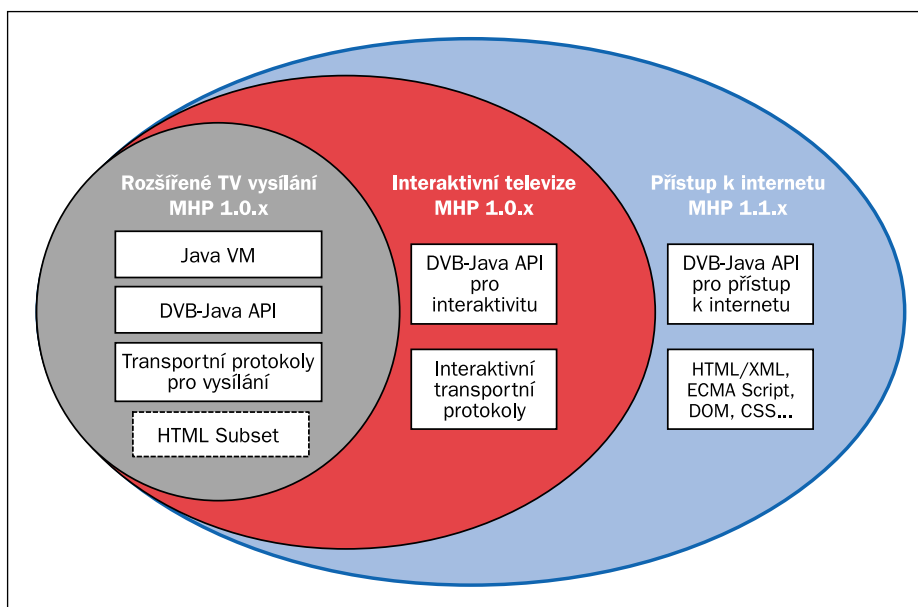 Rozšířené TV vysílání
MHP 1.0.x
Java VM
DVB-Java API
Transportní protokoly
pro vysílání
HTML Subset
Interaktivní televize
MHP 1.0.x
DVB-Java API
pro
interaktivitu
Interaktivní
transportní
protokoly
Přístup k internetu
MHP 1.1.x
DVB-Java API
pro přístup
k internetu
HTML/XML,
ECMA Script,
DOM, CSS...